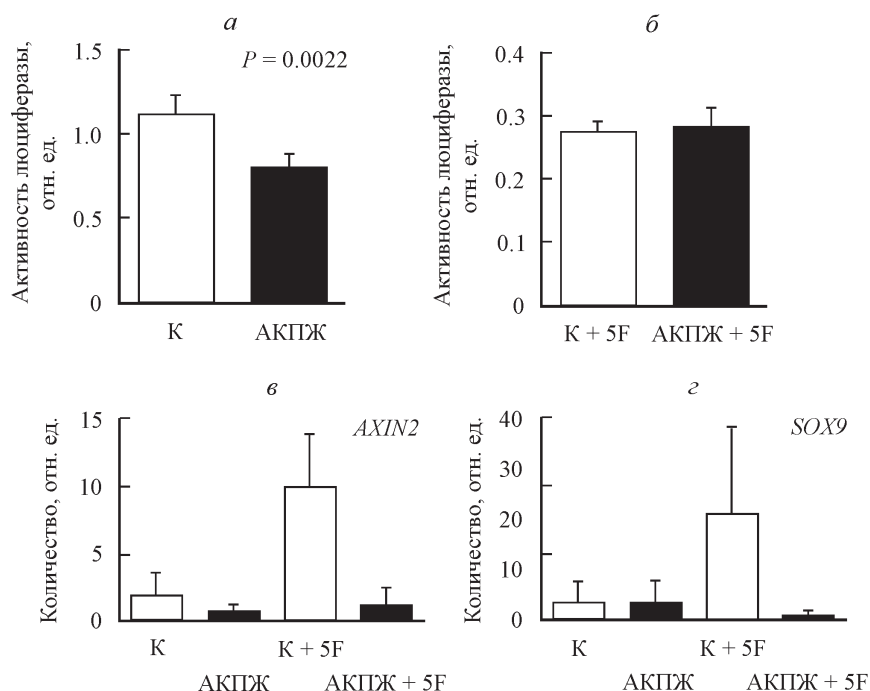 а
Активность люциферазы,
отн. ед.
P = 0.0022
1.5
1.0
0.5
0
К
АКПЖ
б
Активность люциферазы,
отн. ед.
0.4
0.3
0.2
0.1
0
К + 5F
АКПЖ + 5F
в
Количество, отн. ед.
AXIN2
15
10
5
0
К
АКПЖ
К + 5F
АКПЖ + 5F
г
Количество, отн. ед.
SOX9
40
30
20
10
0
К
АКПЖ
К + 5F
АКПЖ + 5F